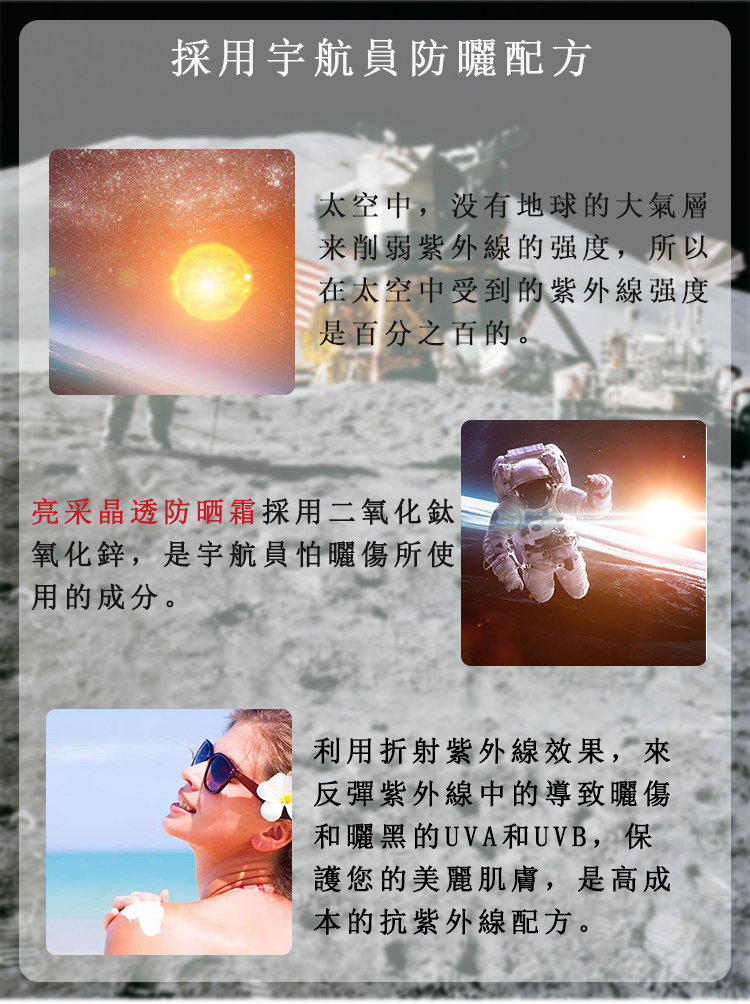 採用宇航員防曬配方
太空中，没有地球的大氣層
来削弱紫外線的强度，所以
在太空中受到的紫外線强度
是百分之百的。
亮采晶透防晒霜採用二氧化鈦
氧化鋅，是宇航員怕曬傷所使
用的成分。
利用折射紫外線效果，來
反彈紫外線中的導致曬傷
和曬黑的UVA和UVB，保
護您的美麗肌膚，是高成
本的抗紫外線配方。